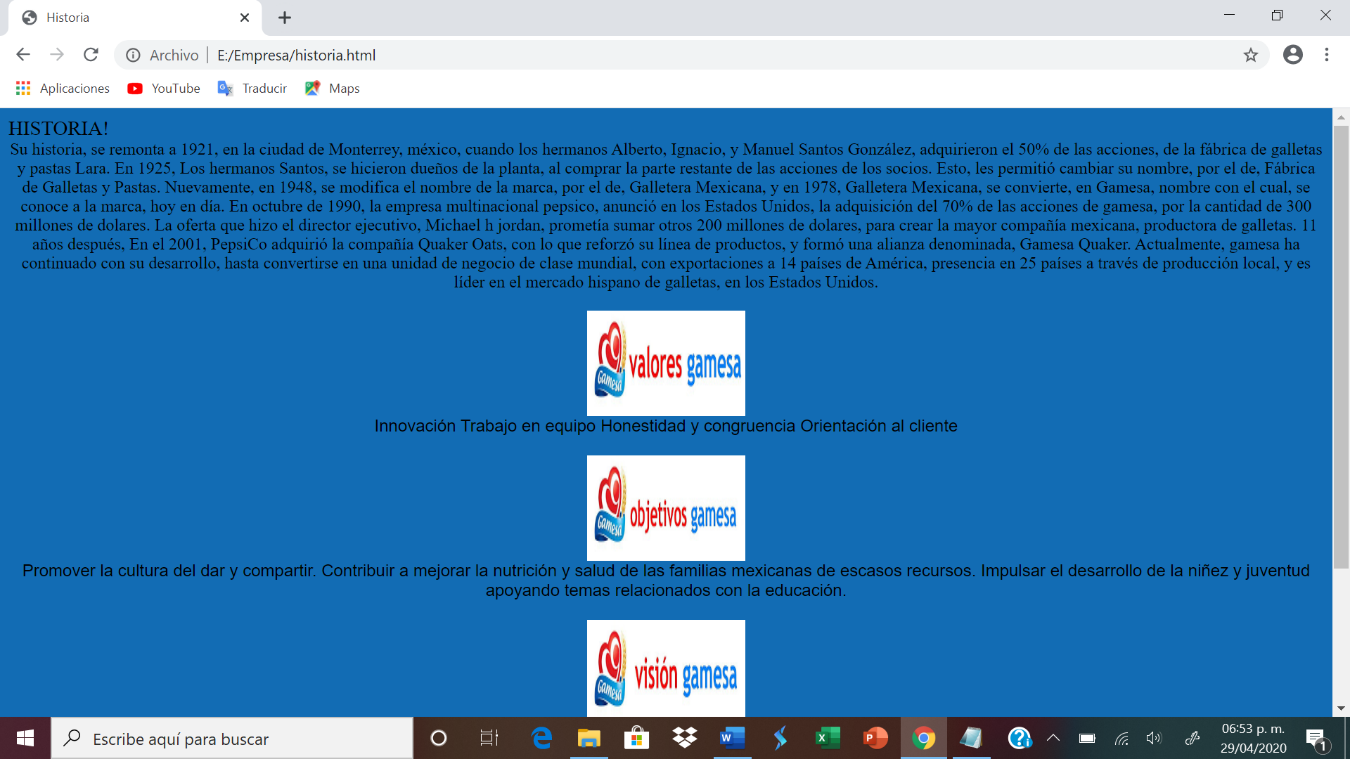 Historia
Archivo
E:/Empresa/historia.html
Aplicaciones
YouTube
Traducir
Maps
HISTORIA!
Su historia, se remonta a 1921, en la ciudad de Monterrey, méxico, cuando los hermanos Alberto, Ignacio, y Manuel Santos González, adquirieron el 50% de las acciones, de la fábrica de galletas
y pastas Lara. En 1925, Los hermanos Santos, se hicieron dueños de la planta, al comprar la parte restante de las acciones de los socios. Esto, les permitió cambiar su nombre, por el de, Fábrica
de Galletas y Pastas. Nuevamente, en 1948, se modifica el nombre de la marca, por el de, Galletera Mexicana, y en 1978, Galletera Mexicana, se convierte, en Gamesa, nombre con el cual, se
conoce a la marca, hoy en día. En octubre de 1990, la empresa multinacional pepsico, anunció en los Estados Unidos, la adquisición del 70% de las acciones de gamesa, por la cantidad de 300
millones de dolares. La oferta que hizo el director ejecutivo, Michael h jordan, prometía sumar otros 200 millones de dolares, para crear la mayor compañía mexicana, productora de galletas. 11
años después, En el 2001, PepsiCo adquirió la compañía Quaker Oats, con lo que reforzó su línea de productos, y formó una alianza denominada, Gamesa Quaker. Actualmente, gamesa ha
continuado con su desarrollo, hasta convertirse en una unidad de negocio de clase mundial, con exportaciones a 14 países de América, presencia en 25 países a través de producción local, y es
líder en el mercado hispano de galletas, en los Estados Unidos.
Gamesa valores gamesa
Innovación Trabajo en equipo Honestidad y congruencia Orientación al cliente
Gamesa objetivos gamesa
Promover la cultura del dar y compartir. Contribuir a mejorar la nutrición y salud de las familias mexicanas de escasos recursos. Impulsar el desarrollo de la niñez y juventud
apoyando temas relacionados con la educación.
Gamesa visión gamesa
Escribe aquí para buscar
06:53 p. m.
29/04/2020
1